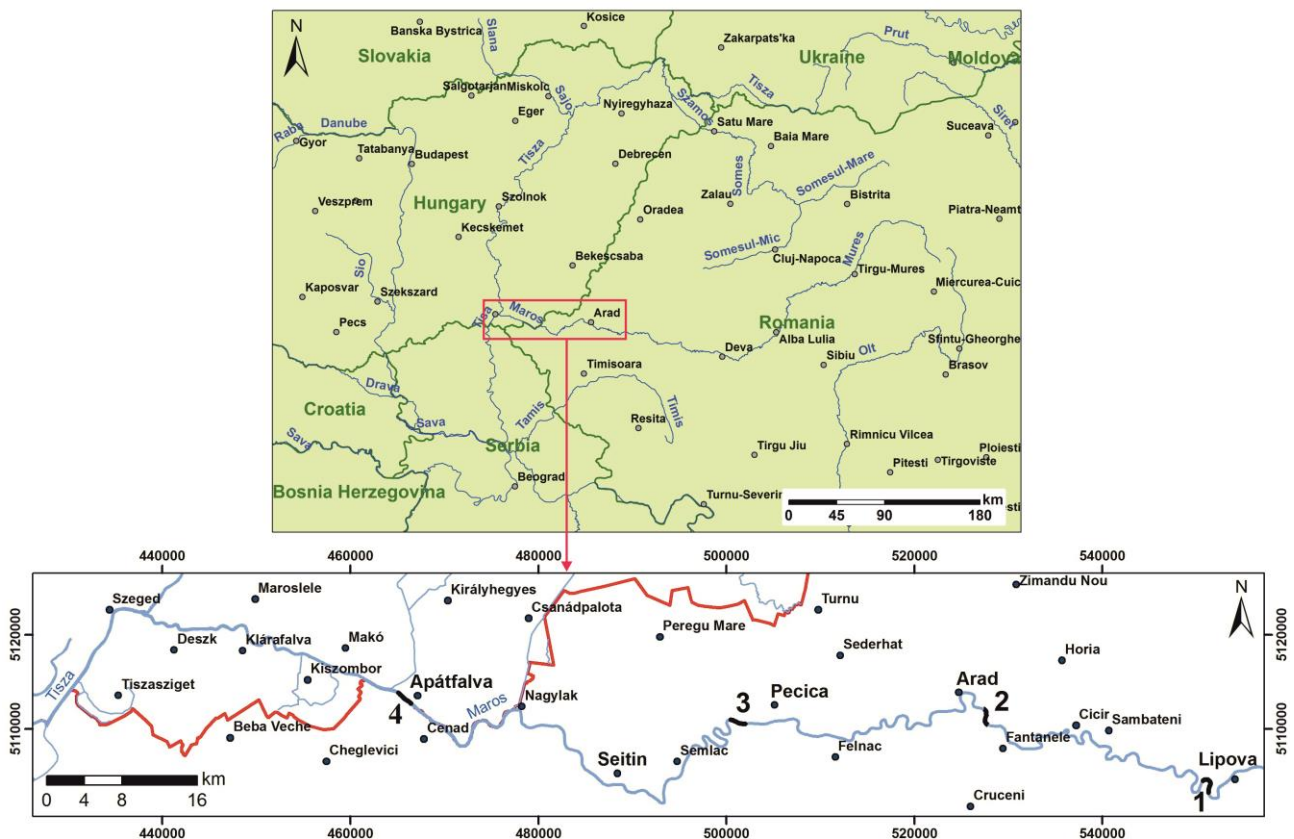 N
Kosice
Banska Bystrica
Slana
Zakarpats'ka
Prut
Slovakia
Ukraine
Moldova
Salgotarjan
Miskolc
Sajo
Tisza
Szamos
Siret
Eger
Nyiregyhaza
Satu Mare
Baia Mare
Suceava
Raba
Danube
Gyor
Tatabanya
Budapest
Tisza
Debrecen
Somes
Somesul-Mare
Veszprem
Hungary
Szolnok
Zalau
Bistrita
Piatra-Neamt
Oradea
Kecskemet
Somesul-Mic
Cluj-Napoca
Mures
Sio
Bekescsaba
Tirgu-Mures
Miercurea-Cuic
Kaposvar
Szekszard
Maros
Arad
Tisa
Romania
Pecs
Alba Lulia
Sfintu-Gheorghe
Deva
Sibiu
Olt
Brasov
Timisoara
Drava
Croatia
Tamis
Timis
Sava
Resita
Sava
Serbia
Tirgu Jiu
Rimnicu Vilcea
Ploiesti
Pitesti
Tirgoviste
Bosnia Herzegovina
Beograd
Turnu-Severin
km
0 45 90 180
440000 460000 480000 500000 520000 540000
N
Zimandu Nou
Szeged
Maroslele
Királyhegyes
Csanádpalota
Turnu
5120000
5120000
Deszk
Klárafalva
Makó
Peregu Mare
Sederhat
Horia
Tisza
Kiszombor
Tiszasziget
Apátfalva
Maros
Nagylak
3
Pecica
Arad
2
4
Cenad
Cicir
Sambateni
5110000
5110000
Beba Veche
Cheglevici
Seitin
Semlac
Felnac
Fantanele
Lipova
1
Cruceni
km
0 4 8 16
440000 460000 480000 500000 520000 540000